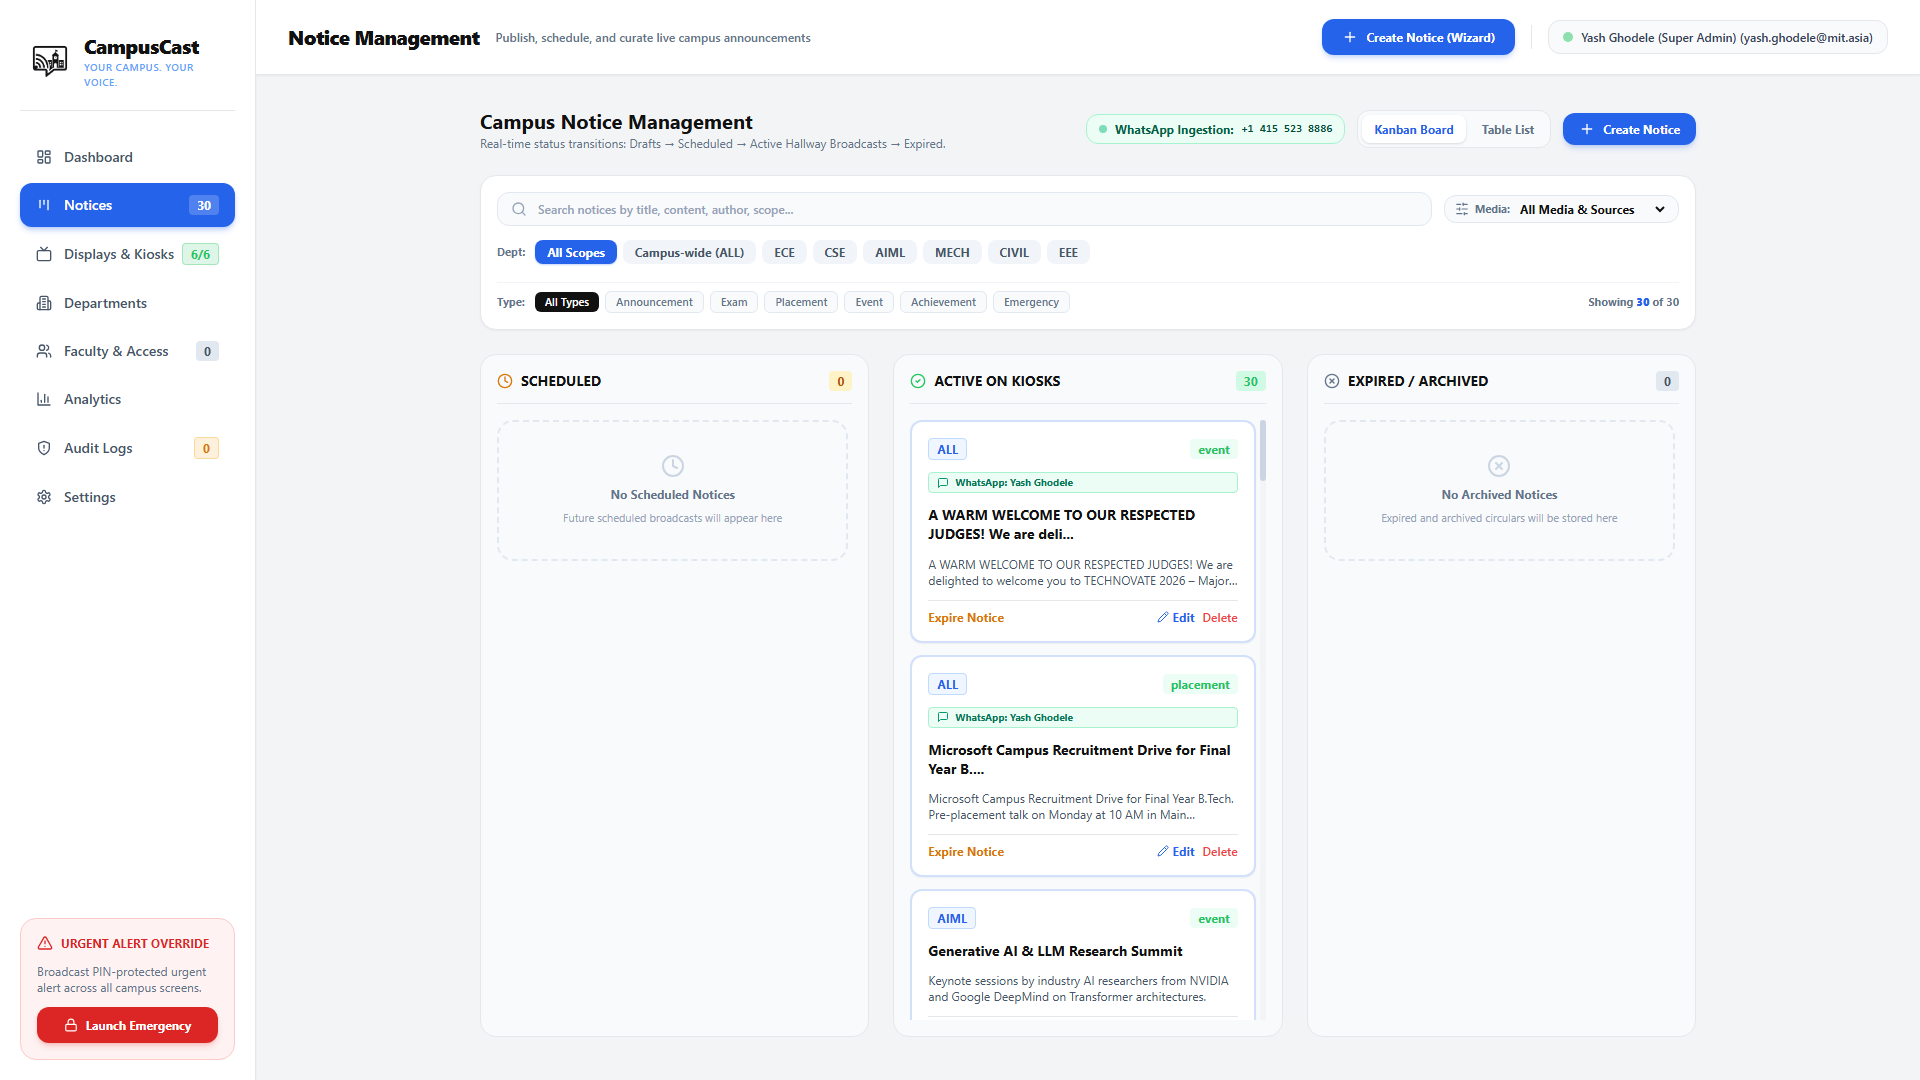 CampusCast
YOUR CAMPUS. YOUR
VOICE.
Dashboard
Notices 30
Displays & Kiosks 6/6
Departments
Faculty & Access 0
Analytics
Audit Logs 0
Settings
URGENT ALERT OVERRIDE
Broadcast PIN-protected urgent
alert across all campus screens.
Launch Emergency
Notice Management Publish, schedule, and curate live campus announcements
+ Create Notice (Wizard)
Yash Ghodele (Super Admin) (yash.ghodele@mit.asia)
Campus Notice Management
Real-time status transitions: Drafts → Scheduled → Active Hallway Broadcasts → Expired.
WhatsApp Ingestion: +1 415 523 8886
Kanban Board Table List
+ Create Notice
Search notices by title, content, author, scope...
Media: All Media & Sources
Dept: All Scopes Campus-wide (ALL) ECE CSE AIML MECH CIVIL EEE
Type: All Types Announcement Exam Placement Event Achievement Emergency
Showing 30 of 30
SCHEDULED 0
No Scheduled Notices
Future scheduled broadcasts will appear here
ACTIVE ON KIOSKS 30
ALL event
WhatsApp: Yash Ghodele
A WARM WELCOME TO OUR RESPECTED
JUDGES! We are deli...
A WARM WELCOME TO OUR RESPECTED JUDGES! We are
delighted to welcome you to TECHNOVATE 2026 – Major...
Expire Notice Edit Delete
ALL placement
WhatsApp: Yash Ghodele
Microsoft Campus Recruitment Drive for Final
Year B....
Microsoft Campus Recruitment Drive for Final Year B.Tech.
Pre-placement talk on Monday at 10 AM in Main...
Expire Notice Edit Delete
AIML event
Generative AI & LLM Research Summit
Keynote sessions by industry AI researchers from NVIDIA
and Google DeepMind on Transformer architectures.
EXPIRED / ARCHIVED 0
No Archived Notices
Expired and archived circulars will be stored here